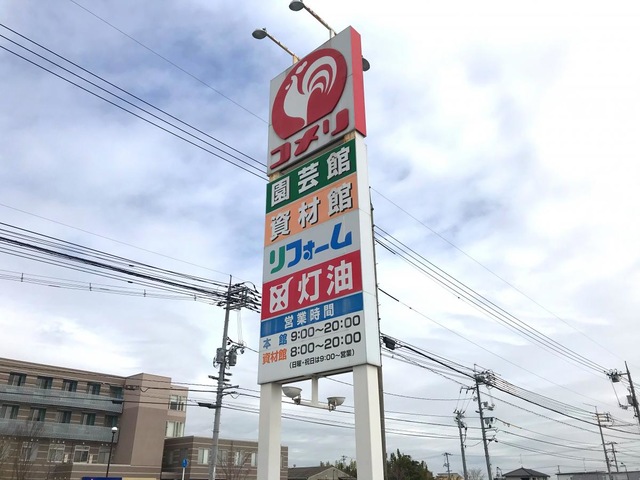 コメリ
園芸館
資材館
リフォーム
灯油
営業時間
本館 9:00~20:00
資材館 8:00~20:00
(日曜・祝日は9:00~営業)